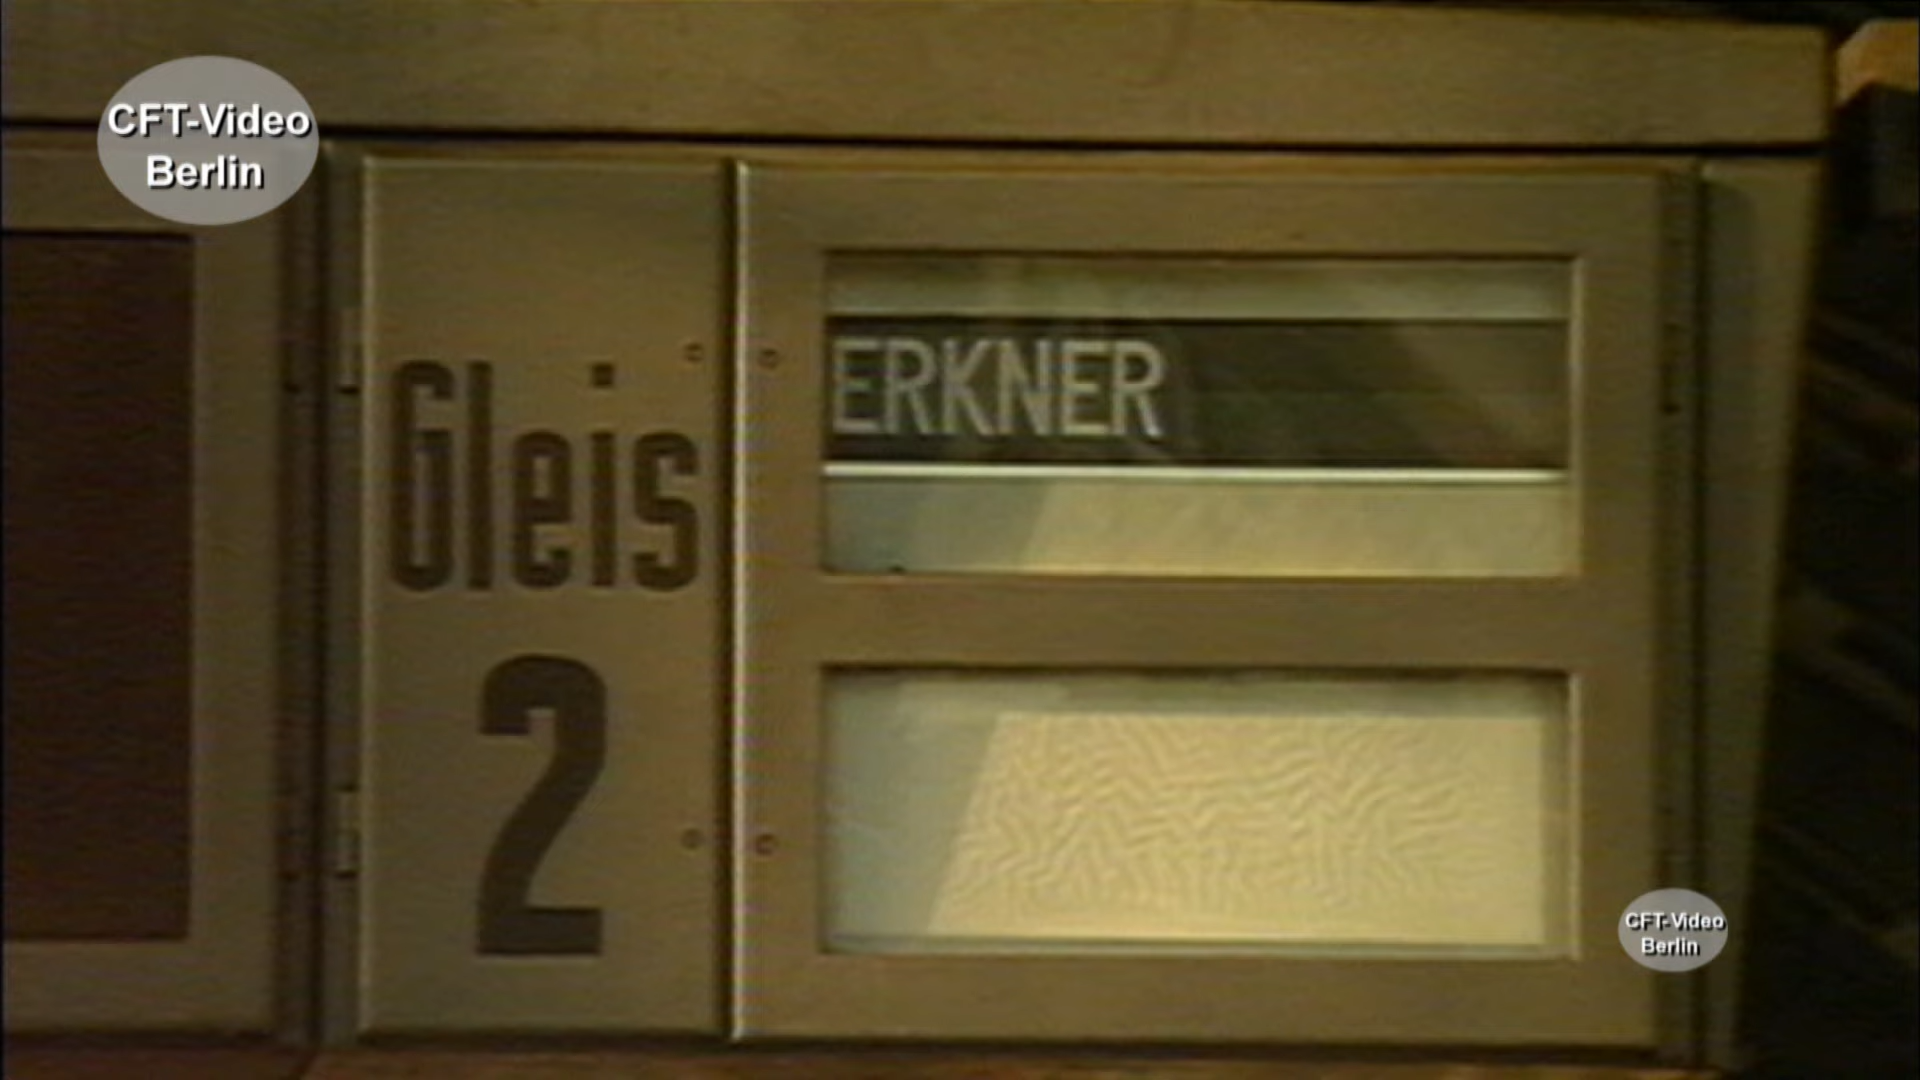 CFT-Video
Berlin
ERKNER
Gleis
2
CFT-Video
Berlin